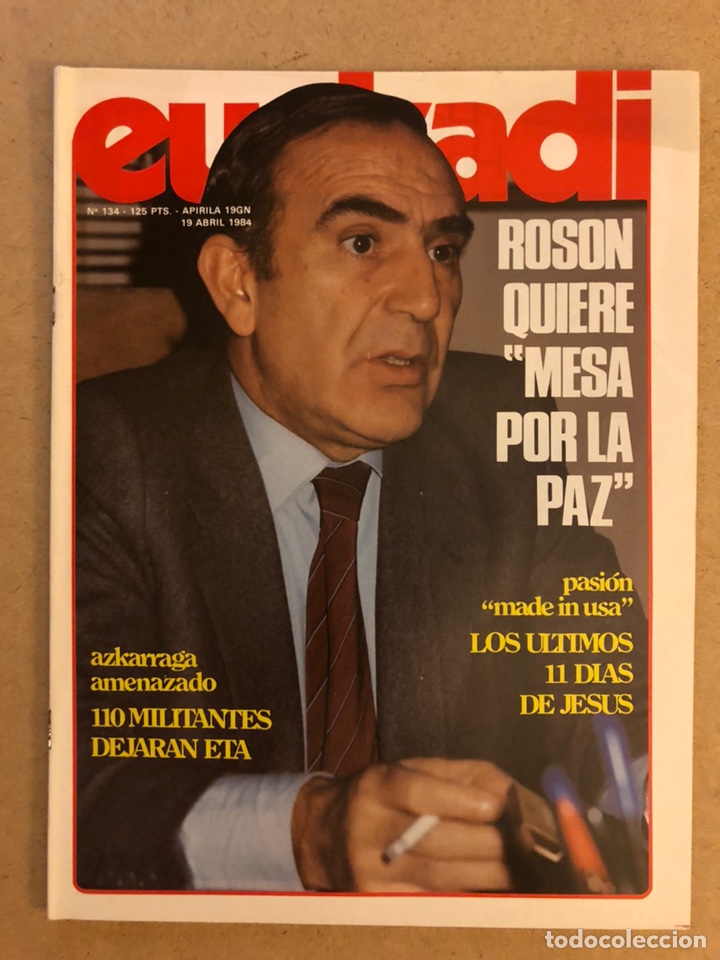 euskadi
Nº 134 - 125 PTS. - APIRILA 19GN
19 ABRIL 1984
ROSON
QUIERE
“MESA
POR LA
PAZ”
pasión
“made in usa”
LOS ULTIMOS
11 DIAS
DE JESUS
azkarraga
amenazado
110 MILITANTES
DEJARAN ETA
todocoleccion